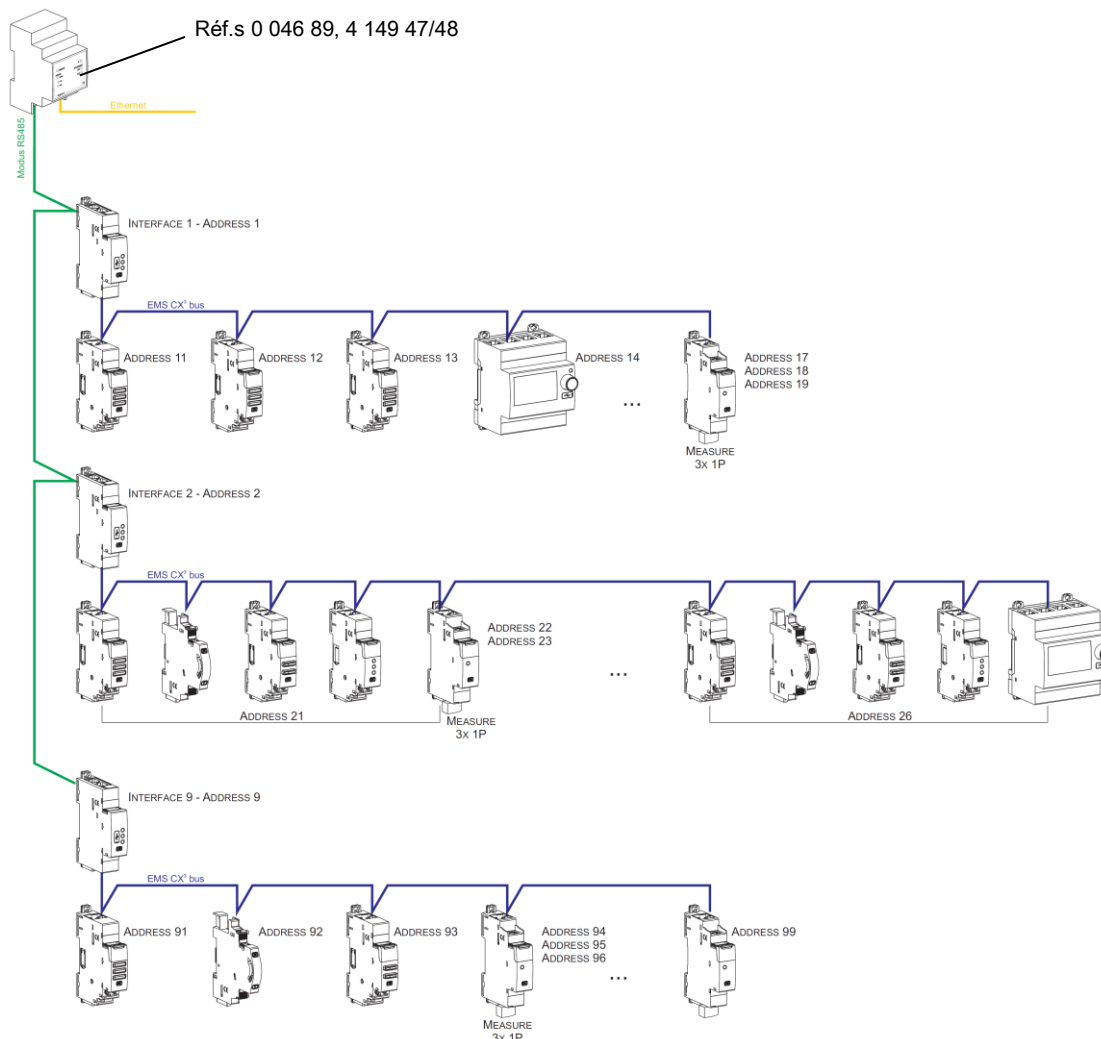 Réf.s 0 046 89, 4 149 47/48
Ethernet
Modus RS485
INTERFACE 1 - ADDRESS 1
EMS CX³ bus
ADDRESS 11
ADDRESS 12
ADDRESS 13
ADDRESS 14
ADDRESS 17
ADDRESS 18
ADDRESS 19
...
MEASURE
3X 1P
INTERFACE 2 - ADDRESS 2
EMS CX³ bus
ADDRESS 22
ADDRESS 23
...
ADDRESS 21
MEASURE
3X 1P
ADDRESS 26
INTERFACE 9 - ADDRESS 9
EMS CX³ bus
ADDRESS 91
ADDRESS 92
ADDRESS 93
ADDRESS 94
ADDRESS 95
ADDRESS 96
ADDRESS 99
...
MEASURE
3X 1P